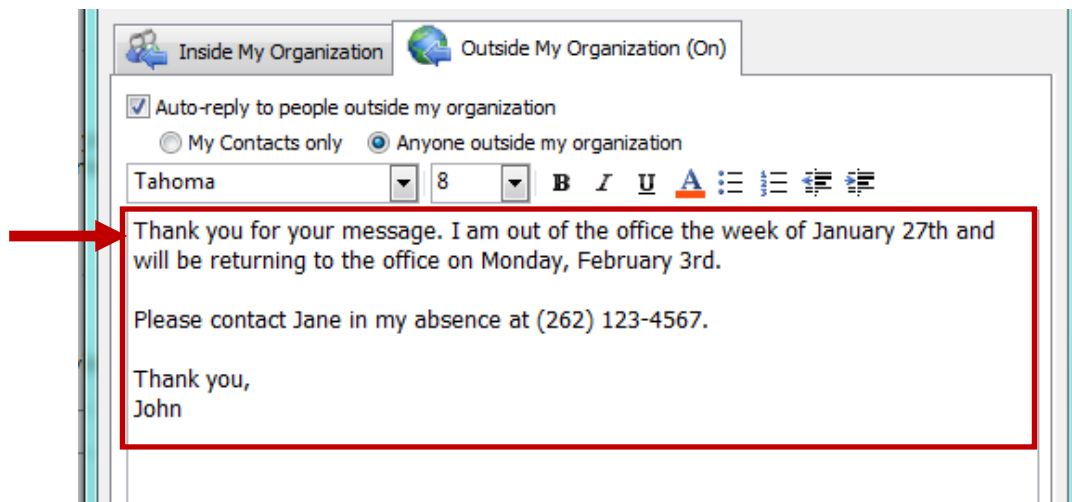 Inside My Organization
Outside My Organization (On)
Auto-reply to people outside my organization
My Contacts only Anyone outside my organization
Tahoma 8 B I U A
Thank you for your message. I am out of the office the week of January 27th and
will be returning to the office on Monday, February 3rd.
Please contact Jane in my absence at (262) 123-4567.
Thank you,
John